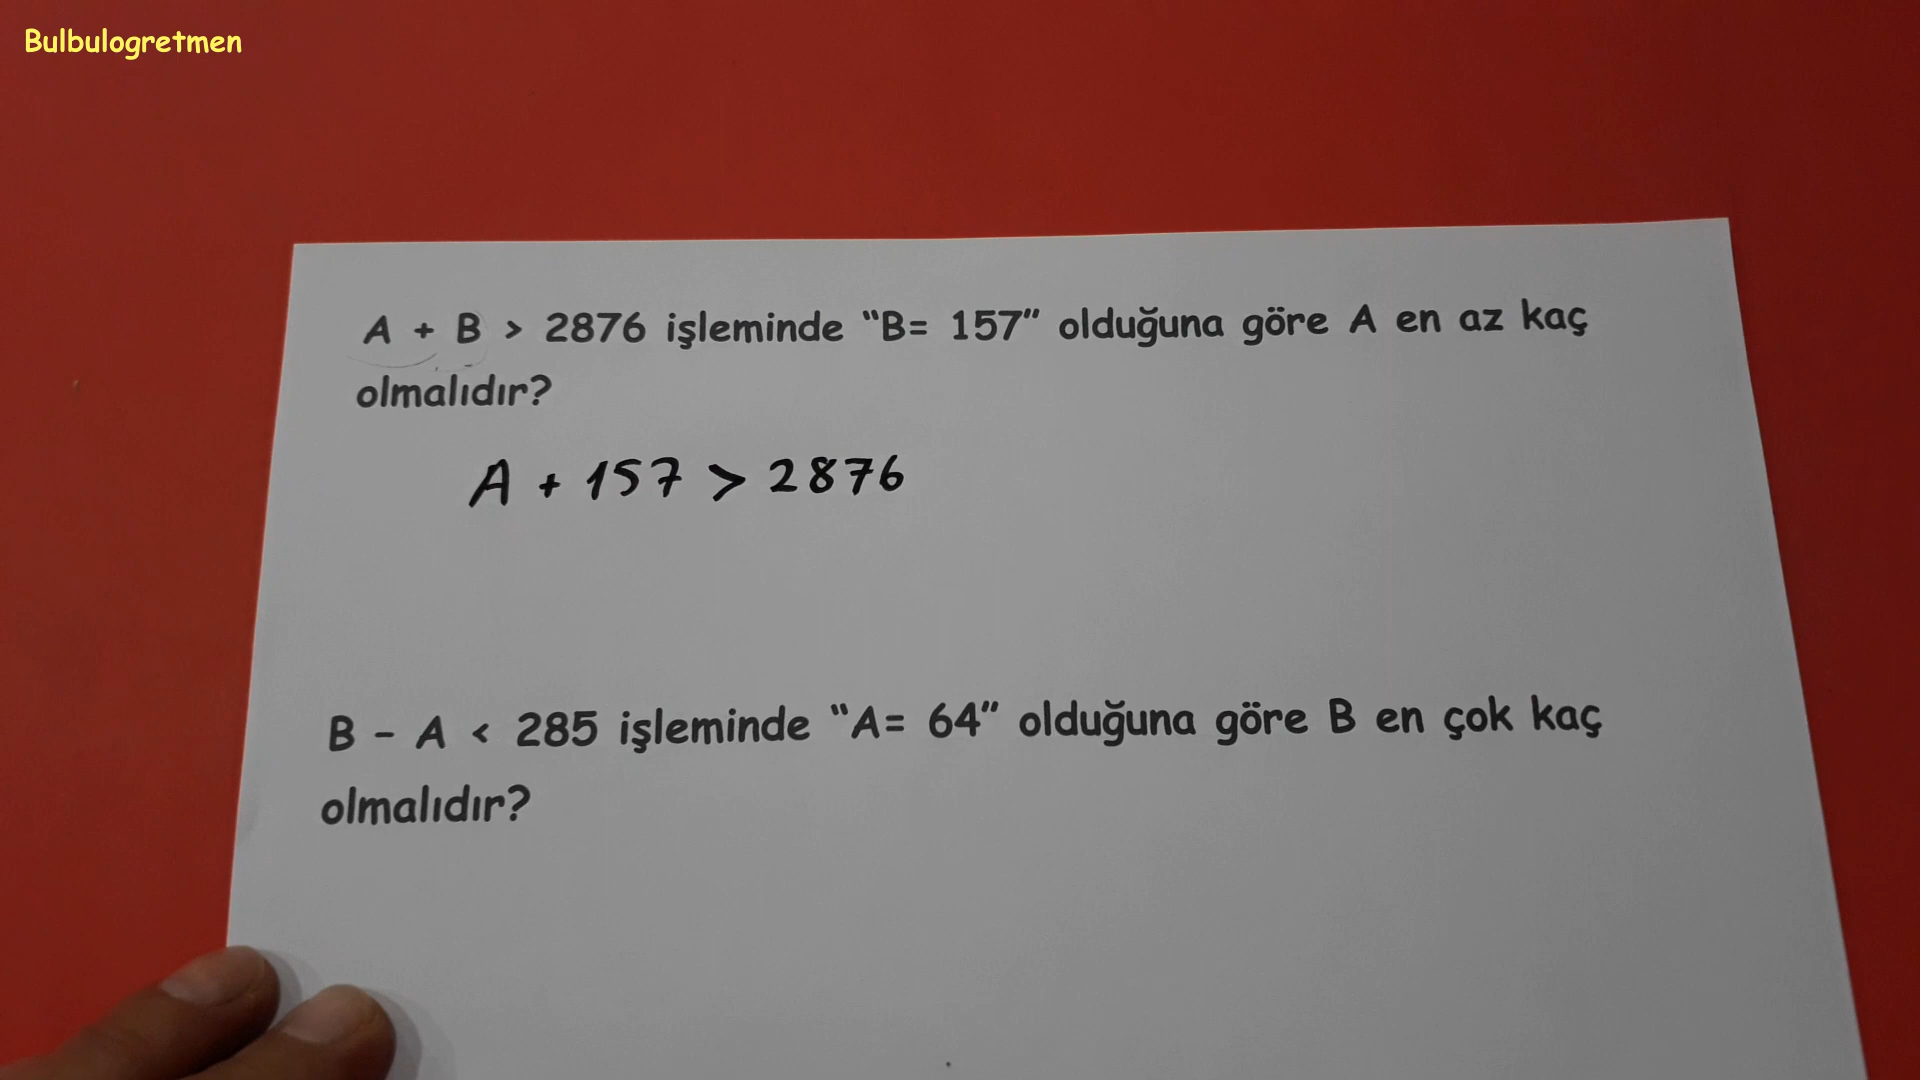 Bulbulogretmen
A + B > 2876 işleminde “B= 157” olduğuna göre A en az kaç
olmalıdır?
A + 157 > 2876
B - A < 285 işleminde “A= 64” olduğuna göre B en çok kaç
olmalıdır?